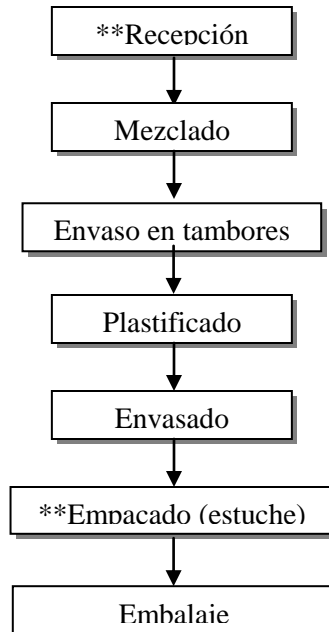 **Recepción
Mezclado
Envaso en tambores
Plastificado
Envasado
**Empacado (estuche)
Embalaje